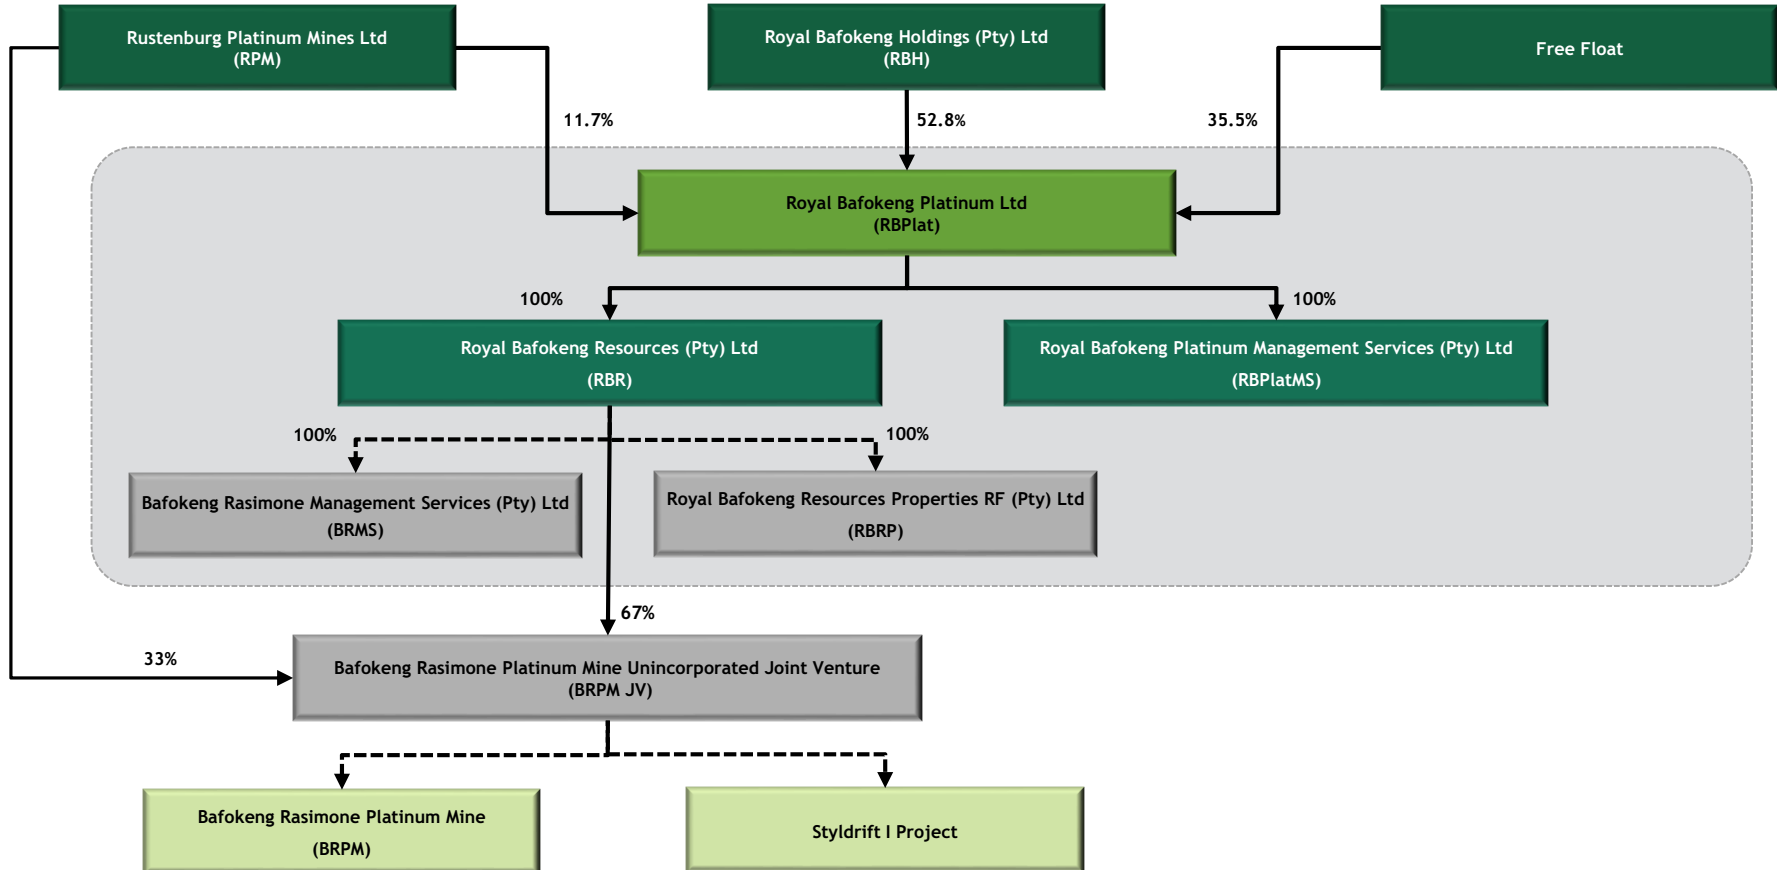 Rustenburg Platinum Mines Ltd
(RPM)
Royal Bafokeng Holdings (Pty) Ltd
(RBH)
Free Float
11.7%
52.8%
35.5%
Royal Bafokeng Platinum Ltd
(RBPlat)
100%
100%
Royal Bafokeng Resources (Pty) Ltd
(RBR)
Royal Bafokeng Platinum Management Services (Pty) Ltd
(RBPlatMS)
100%
100%
Bafokeng Rasimone Management Services (Pty) Ltd
(BRMS)
Royal Bafokeng Resources Properties RF (Pty) Ltd
(RBRP)
67%
33%
Bafokeng Rasimone Platinum Mine Unincorporated Joint Venture
(BRPM JV)
Bafokeng Rasimone Platinum Mine
(BRPM)
Styldrift I Project